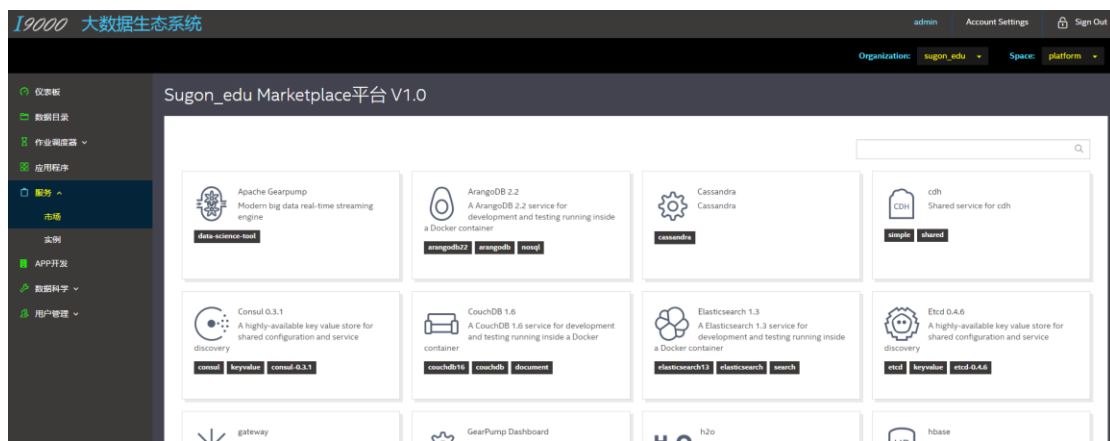 I9000 大数据生态系统
admin Account Settings Sign Out
Organization: sugon_edu Space: platform
仪表板
数据目录
作业调度器
应用程序
服务
市场
实例
APP开发
数据科学
用户管理
Sugon_edu Marketplace平台 V1.0
Apache Gearpump
Modern big data real-time streaming
engine
data-science-tool
ArangoDB 2.2
A ArangoDB 2.2 service for
development and testing running inside
a Docker container
arangodb22 arangodb nosql
Cassandra
Cassandra
cassandra
CDH
cdh
Shared service for cdh
simple shared
Consul 0.3.1
A highly-available key value store for
shared configuration and service
discovery
consul keyvalue consul-0.3.1
CouchDB 1.6
A CouchDB 1.6 service for development
and testing running inside a Docker
container
couchdb16 couchdb document
Elasticsearch 1.3
A Elasticsearch 1.3 service for
development and testing running inside
a Docker container
elasticsearch13 elasticsearch search
Etcd 0.4.6
A highly-available key value store for
shared configuration and service
discovery
etcd keyvalue etcd-0.4.6
gateway
GearPump Dashboard
h2o
hbase